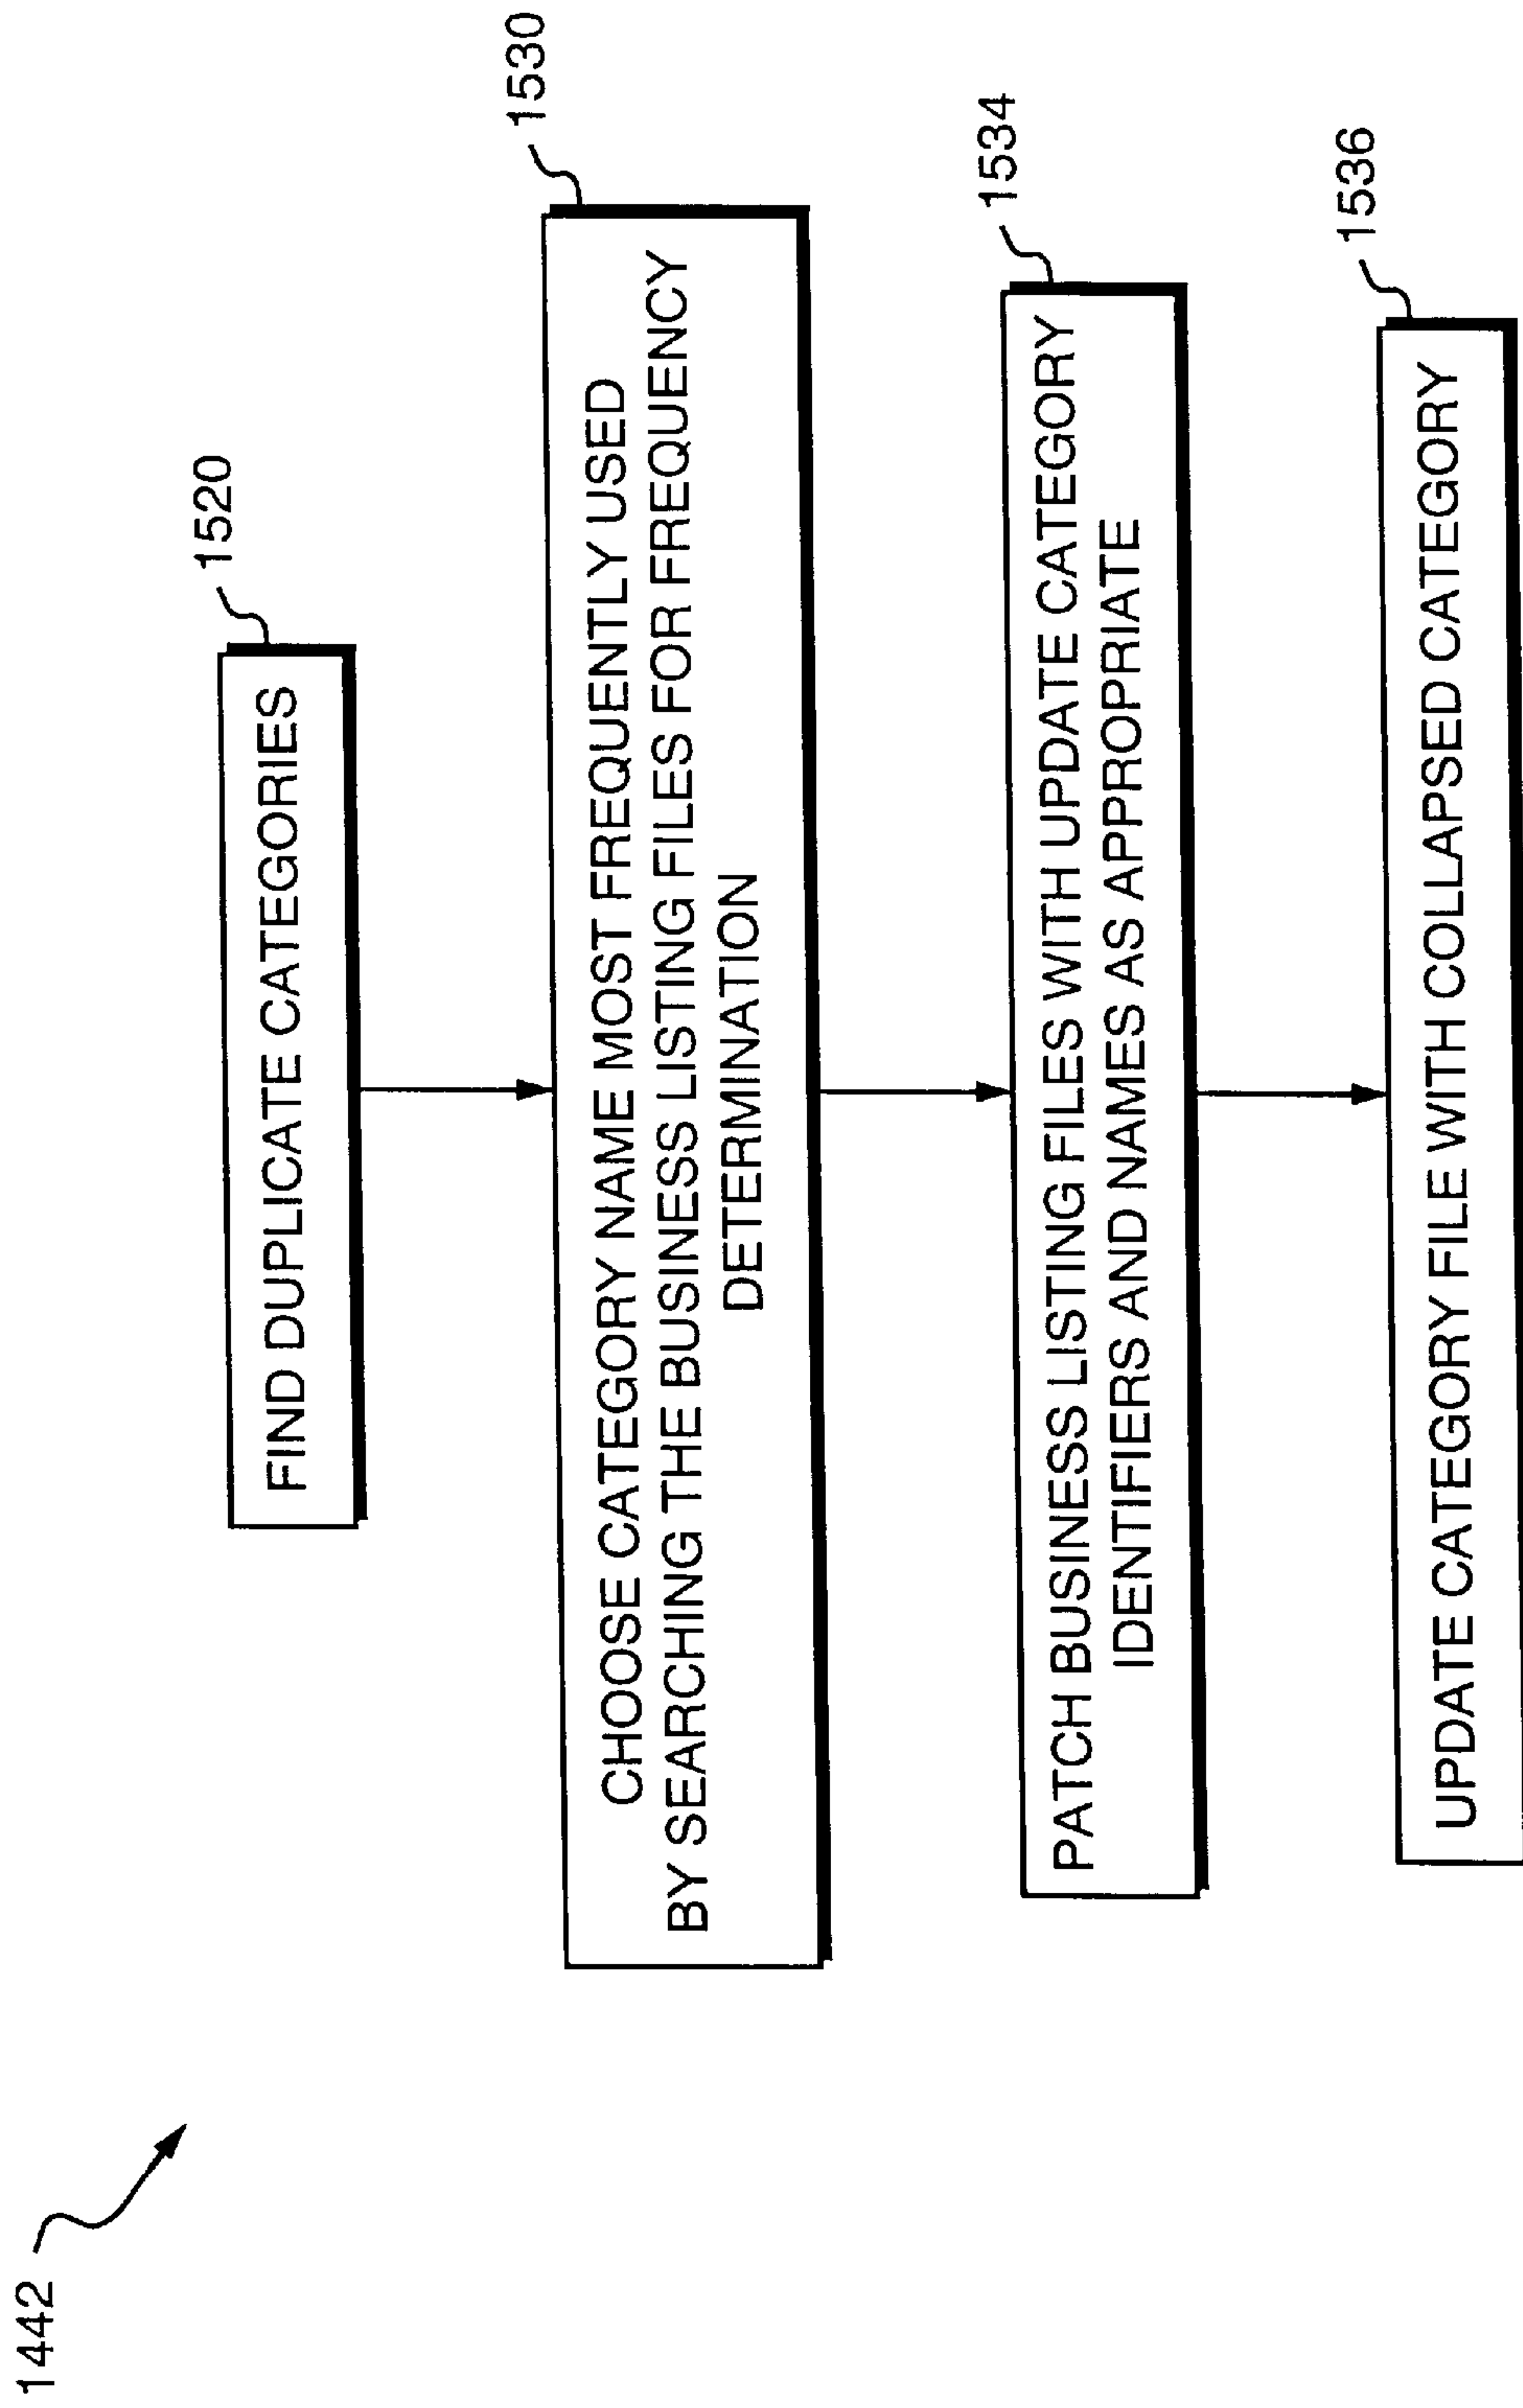 1442
1520
FIND DUPLICATE CATEGORIES
1530
CHOOSE CATEGORY NAME MOST FREQUENTLY USED
BY SEARCHING THE BUSINESS LISTING FILES FOR FREQUENCY
DETERMINATION
1534
PATCH BUSINESS LISTING FILES WITH UPDATE CATEGORY
IDENTIFIERS AND NAMES AS APPROPRIATE
1536
UPDATE CATEGORY FILE WITH COLLAPSED CATEGORY